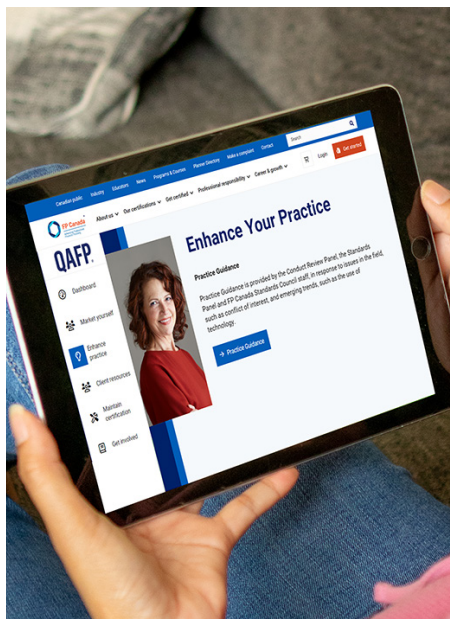 Canadian public Industry Educators News Programs & Courses Planner Directory Make a complaint Contact Search
FP Canada
About us Our certifications Get certified Professional responsibility Career & growth Login Get started
QAFP
Dashboard
Market yourself
Enhance
practice
Client resources
Maintain
certification
Get involved
Enhance Your Practice
Practice Guidance
Practice Guidance is provided by the Conduct Review Panel, the Standards
Panel and FP Canada Standards Council staff, in response to issues in the field,
such as conflict of interest, and emerging trends, such as the use of
technology.
→ Practice Guidance